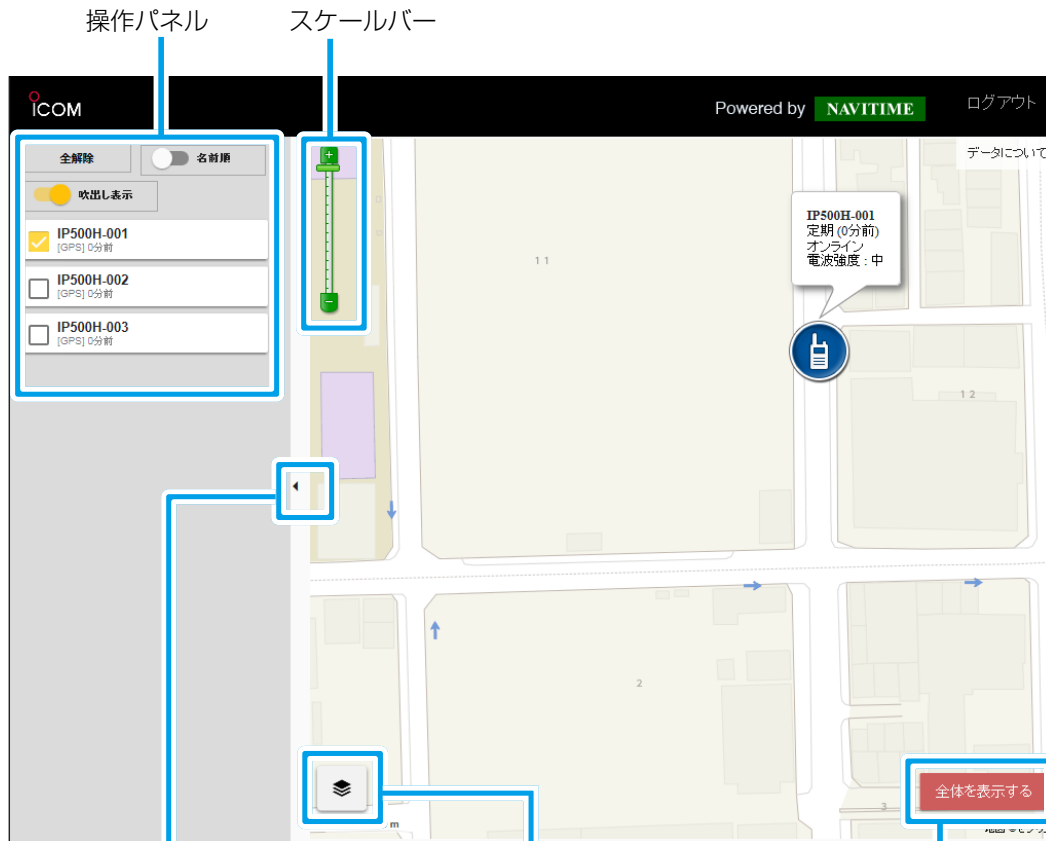 操作パネル
スケールバー
ICOM
Powered by NAVITIME
ログアウト
全解除
名前順
データについて
吹出し表示
IP500H-001
[GPS] 0分前
IP500H-002
[GPS] 0分前
IP500H-003
[GPS] 0分前
IP500H-001
定期 (0分前)
オンライン
電波強度 : 中
1 1
1 2
2
全体を表示する
3
m